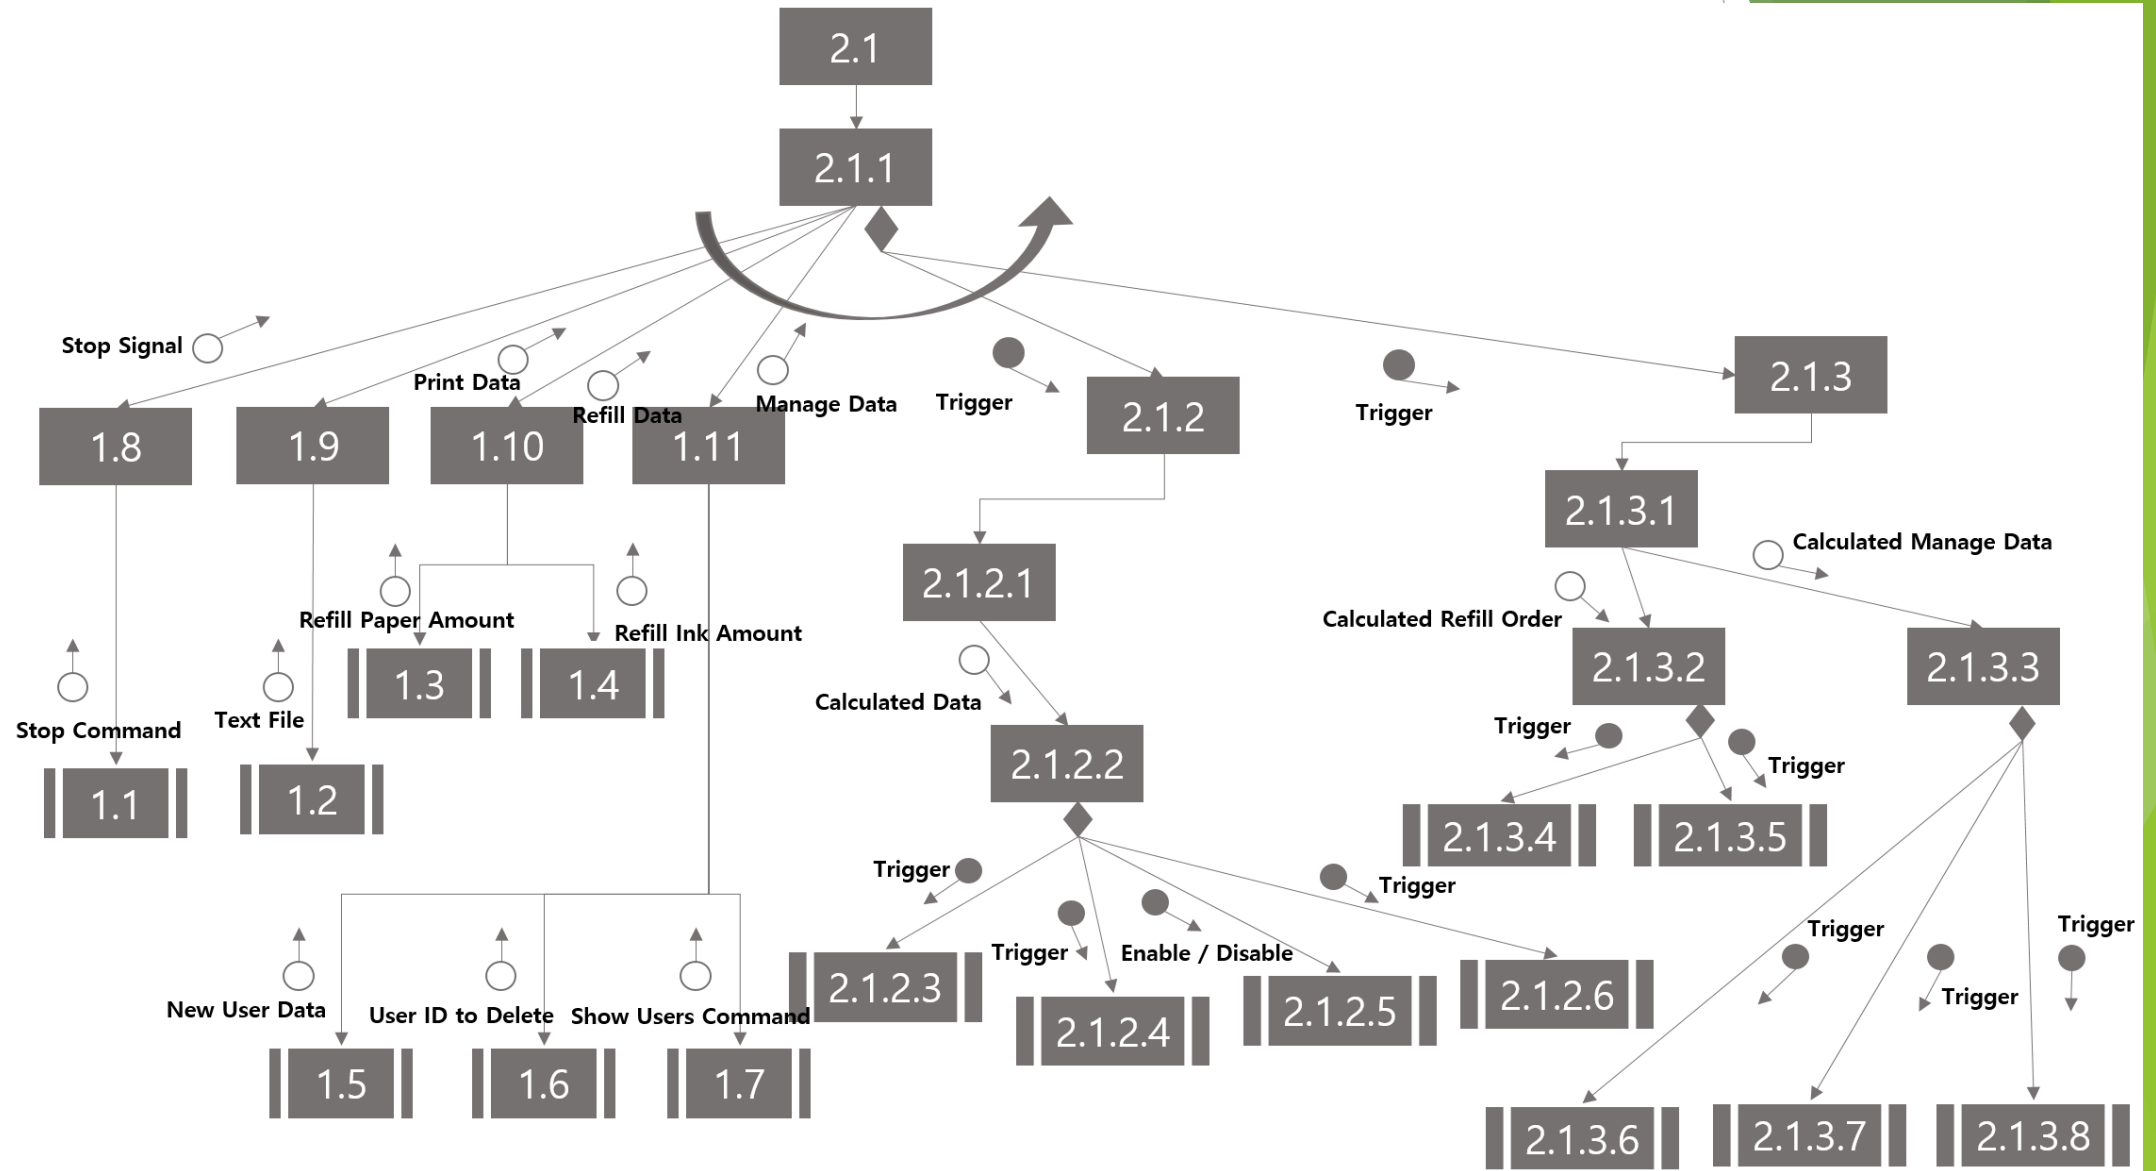 2.1
2.1.1
Stop Signal
Print Data
Refill Data
Manage Data
Trigger
Trigger
2.1.3
1.8
1.9
1.10
1.11
2.1.2
2.1.3.1
Calculated Manage Data
2.1.2.1
Refill Paper Amount
Refill Ink Amount
Calculated Refill Order
1.3
1.4
2.1.3.2
2.1.3.3
Stop Command
Text File
Calculated Data
Trigger
Trigger
1.1
1.2
2.1.2.2
2.1.3.4
2.1.3.5
Trigger
Trigger
Trigger
Enable / Disable
Trigger
Trigger
Trigger
New User Data
User ID to Delete
Show Users Command
2.1.2.3
2.1.2.4
2.1.2.5
2.1.2.6
1.5
1.6
1.7
2.1.3.6
2.1.3.7
2.1.3.8